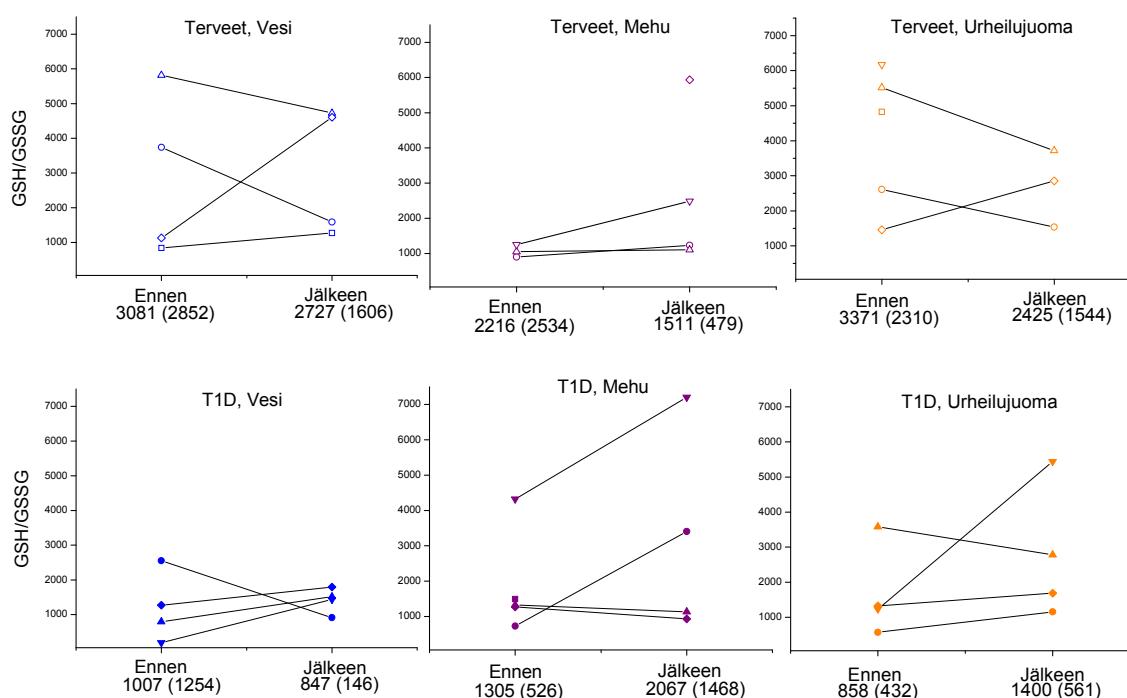 Terveet, Vesi
GSH/GSSG
7000
6000
5000
4000
3000
2000
1000
Ennen
3081 (2852)
Jälkeen
2727 (1606)
Terveet, Mehu
7000
6000
5000
4000
3000
2000
1000
Ennen
2216 (2534)
Jälkeen
1511 (479)
Terveet, Urheilujuoma
7000
6000
5000
4000
3000
2000
1000
Ennen
3371 (2310)
Jälkeen
2425 (1544)
T1D, Vesi
GSH/GSSG
7000
6000
5000
4000
3000
2000
1000
Ennen
1007 (1254)
Jälkeen
847 (146)
T1D, Mehu
7000
6000
5000
4000
3000
2000
1000
Ennen
1305 (526)
Jälkeen
2067 (1468)
T1D, Urheilujuoma
7000
6000
5000
4000
3000
2000
1000
Ennen
858 (432)
Jälkeen
1400 (561)